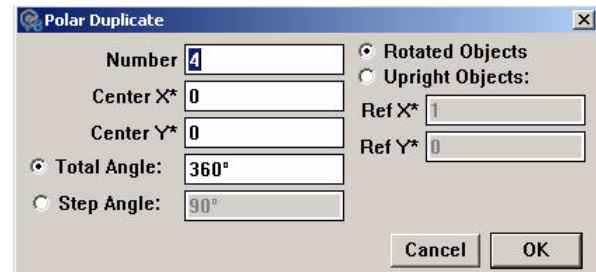 Polar Duplicate
Number 4
Center X* 0
Center Y* 0
Total Angle: 360°
Step Angle: 90°
Rotated Objects
Upright Objects:
Ref X* 1
Ref Y* 0
Cancel OK